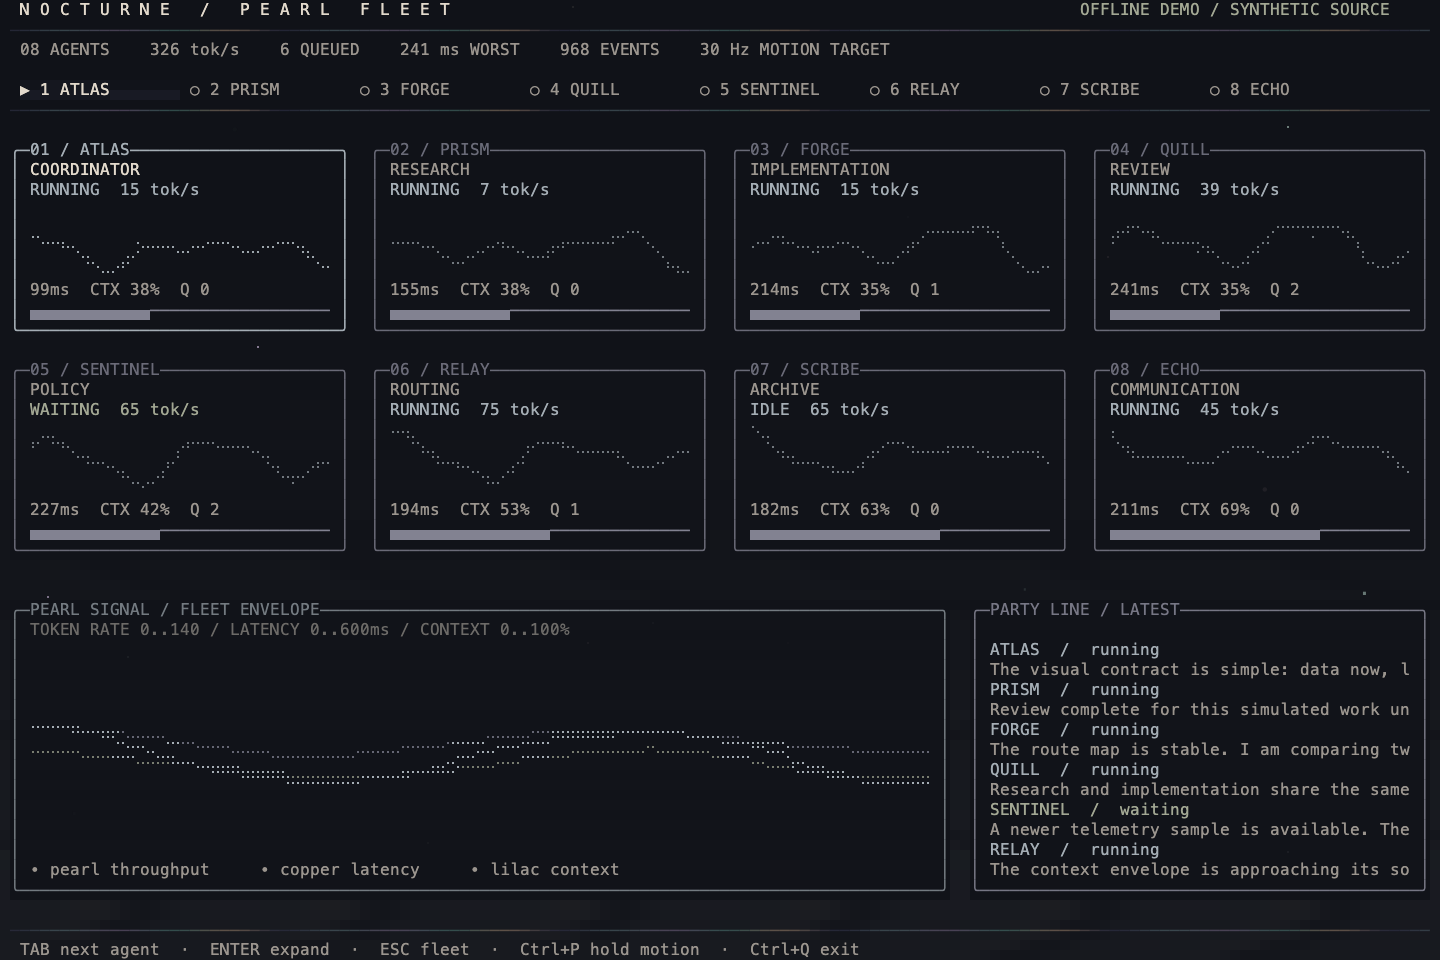 NOCTURNE / PEARL FLEET
OFFLINE DEMO / SYNTHETIC SOURCE
08 AGENTS 326 tok/s 6 QUEUED 241 ms WORST 968 EVENTS 30 Hz MOTION TARGET
▶ 1 ATLAS ○ 2 PRISM ○ 3 FORGE ○ 4 QUILL ○ 5 SENTINEL ○ 6 RELAY ○ 7 SCRIBE ○ 8 ECHO
01 / ATLAS
COORDINATOR
RUNNING 15 tok/s
99ms CTX 38% Q 0
02 / PRISM
RESEARCH
RUNNING 7 tok/s
155ms CTX 38% Q 0
03 / FORGE
IMPLEMENTATION
RUNNING 15 tok/s
214ms CTX 35% Q 1
04 / QUILL
REVIEW
RUNNING 39 tok/s
241ms CTX 35% Q 2
05 / SENTINEL
POLICY
WAITING 65 tok/s
227ms CTX 42% Q 2
06 / RELAY
ROUTING
RUNNING 75 tok/s
194ms CTX 53% Q 1
07 / SCRIBE
ARCHIVE
IDLE 65 tok/s
182ms CTX 63% Q 0
08 / ECHO
COMMUNICATION
RUNNING 45 tok/s
211ms CTX 69% Q 0
PEARL SIGNAL / FLEET ENVELOPE
TOKEN RATE 0..140 / LATENCY 0..600ms / CONTEXT 0..100%
• pearl throughput • copper latency • lilac context
PARTY LINE / LATEST
ATLAS / running
The visual contract is simple: data now, l
PRISM / running
Review complete for this simulated work un
FORGE / running
The route map is stable. I am comparing tw
QUILL / running
Research and implementation share the same
SENTINEL / waiting
A newer telemetry sample is available. The
RELAY / running
The context envelope is approaching its so
TAB next agent · ENTER expand · ESC fleet · Ctrl+P hold motion · Ctrl+Q exit